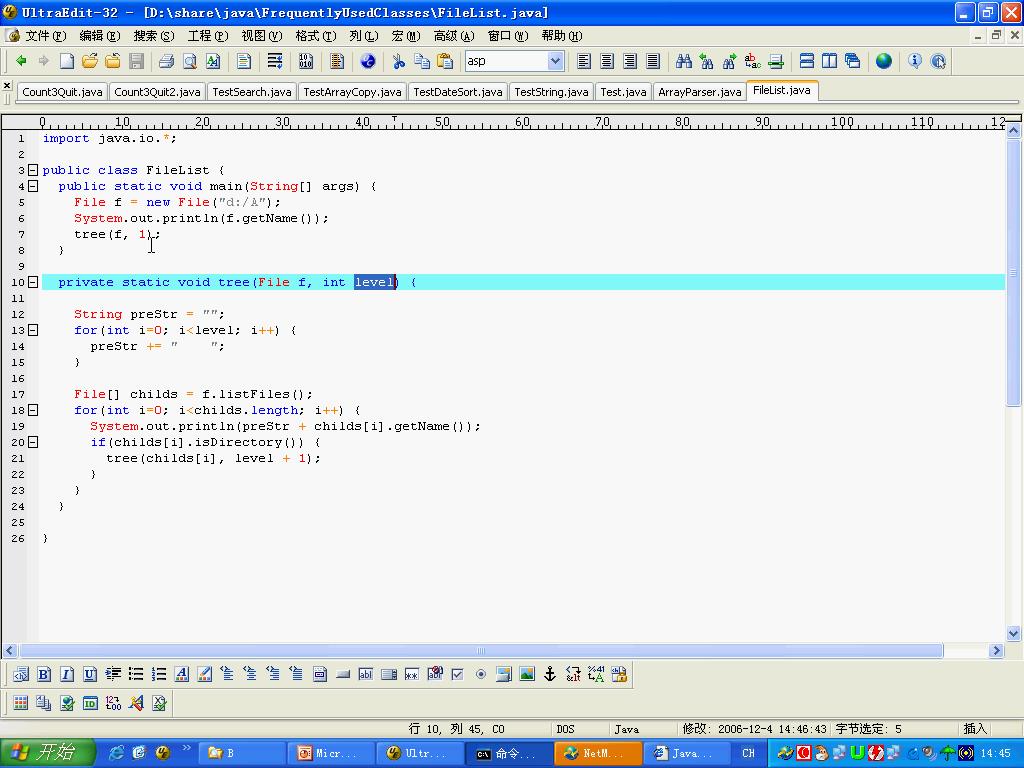 UltraEdit-32 - [D:\share\java\FrequentlyUsedClasses\FileList.java]
文件(F) 编辑(E) 搜索(S) 工程(P) 视图(V) 格式(T) 列(L) 宏(M) 高级(A) 窗口(W) 帮助(H)
asp
Count3Quit.java Count3Quit2.java TestSearch.java TestArrayCopy.java TestDateSort.java TestString.java Test.java ArrayParser.java FileList.java
0 10 20 30 40 50 60 70 80 90 100 110 12
1 import java.io.*;
2
3 public class FileList {
4 public static void main(String[] args) {
5 File f = new File("d:/A");
6 System.out.println(f.getName());
7 tree(f, 1);
8 }
9
10 private static void tree(File f, int level) {
11
12 String preStr = "";
13 for(int i=0; i<level; i++) {
14 preStr += "    ";
15 }
16
17 File[] childs = f.listFiles();
18 for(int i=0; i<childs.length; i++) {
19 System.out.println(preStr + childs[i].getName());
20 if(childs[i].isDirectory()) {
21 tree(childs[i], level + 1);
22 }
23 }
24 }
25
26 }
行 10, 列 45, C0 DOS Java 修改: 2006-12-4 14:46:43 字节选定: 5 插入
开始 B Micr... Ultr... 命令... NetM... Java... CH 14:45